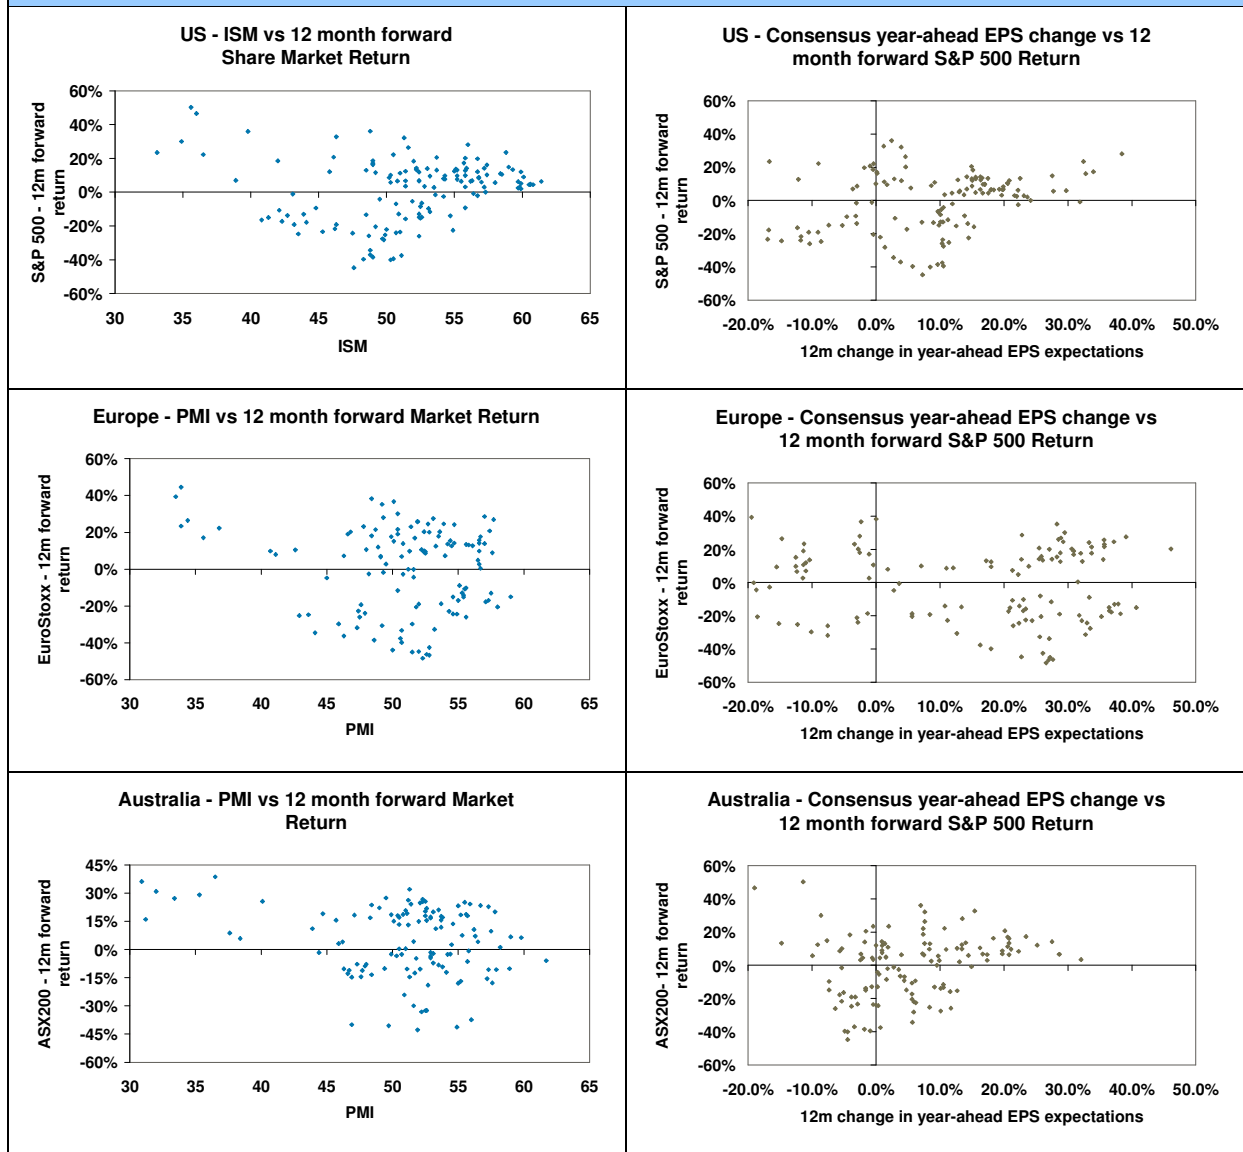 US - ISM vs 12 month forward
Share Market Return
S&P 500 - 12m forward
return
60%
40%
20%
0%
-20%
-40%
-60%
30 35 40 45 50 55 60 65
ISM
US - Consensus year-ahead EPS change vs 12
month forward S&P 500 Return
S&P 500 - 12m forward
return
60%
40%
20%
0%
-20%
-40%
-60%
-20.0% -10.0% 0.0% 10.0% 20.0% 30.0% 40.0% 50.0%
12m change in year-ahead EPS expectations
Europe - PMI vs 12 month forward Market Return
EuroStoxx - 12m forward
return
60%
40%
20%
0%
-20%
-40%
-60%
30 35 40 45 50 55 60 65
PMI
Europe - Consensus year-ahead EPS change vs
12 month forward S&P 500 Return
EuroStoxx - 12m forward
return
60%
40%
20%
0%
-20%
-40%
-60%
-20.0% -10.0% 0.0% 10.0% 20.0% 30.0% 40.0% 50.0%
12m change in year-ahead EPS expectations
Australia - PMI vs 12 month forward Market
Return
ASX200 - 12m forward
return
45%
30%
15%
0%
-15%
-30%
-45%
-60%
30 35 40 45 50 55 60 65
PMI
Australia - Consensus year-ahead EPS change vs
12 month forward S&P 500 Return
ASX200- 12m forward
return
60%
40%
20%
0%
-20%
-40%
-60%
-20.0% -10.0% 0.0% 10.0% 20.0% 30.0% 40.0% 50.0%
12m change in year-ahead EPS expectations